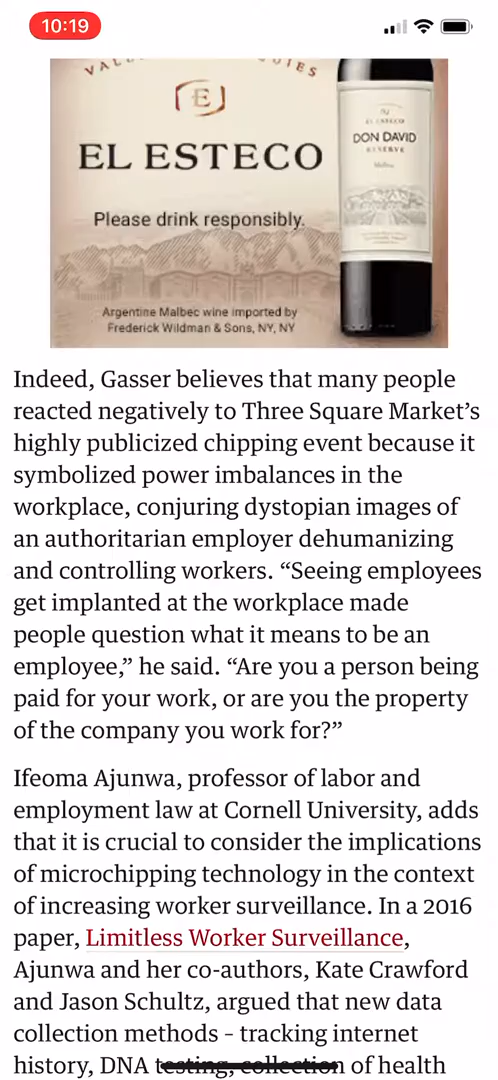 10:19
E
EL ESTECO
Please drink responsibly.
Argentine Malbec wine imported by
Frederick Wildman & Sons, NY, NY
EL ESTECO
DON DAVID
RESERVE
Malbec
Indeed, Gasser believes that many people
reacted negatively to Three Square Market’s
highly publicized chipping event because it
symbolized power imbalances in the
workplace, conjuring dystopian images of
an authoritarian employer dehumanizing
and controlling workers. “Seeing employees
get implanted at the workplace made
people question what it means to be an
employee,” he said. “Are you a person being
paid for your work, or are you the property
of the company you work for?”
Ifeoma Ajunwa, professor of labor and
employment law at Cornell University, adds
that it is crucial to consider the implications
of microchipping technology in the context
of increasing worker surveillance. In a 2016
paper, Limitless Worker Surveillance,
Ajunwa and her co-authors, Kate Crawford
and Jason Schultz, argued that new data
collection methods – tracking internet
history, DNA testing, collection of health